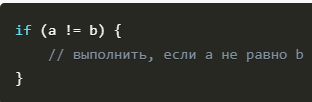 if (a != b) {
    // выполнить, если a не равно b
}